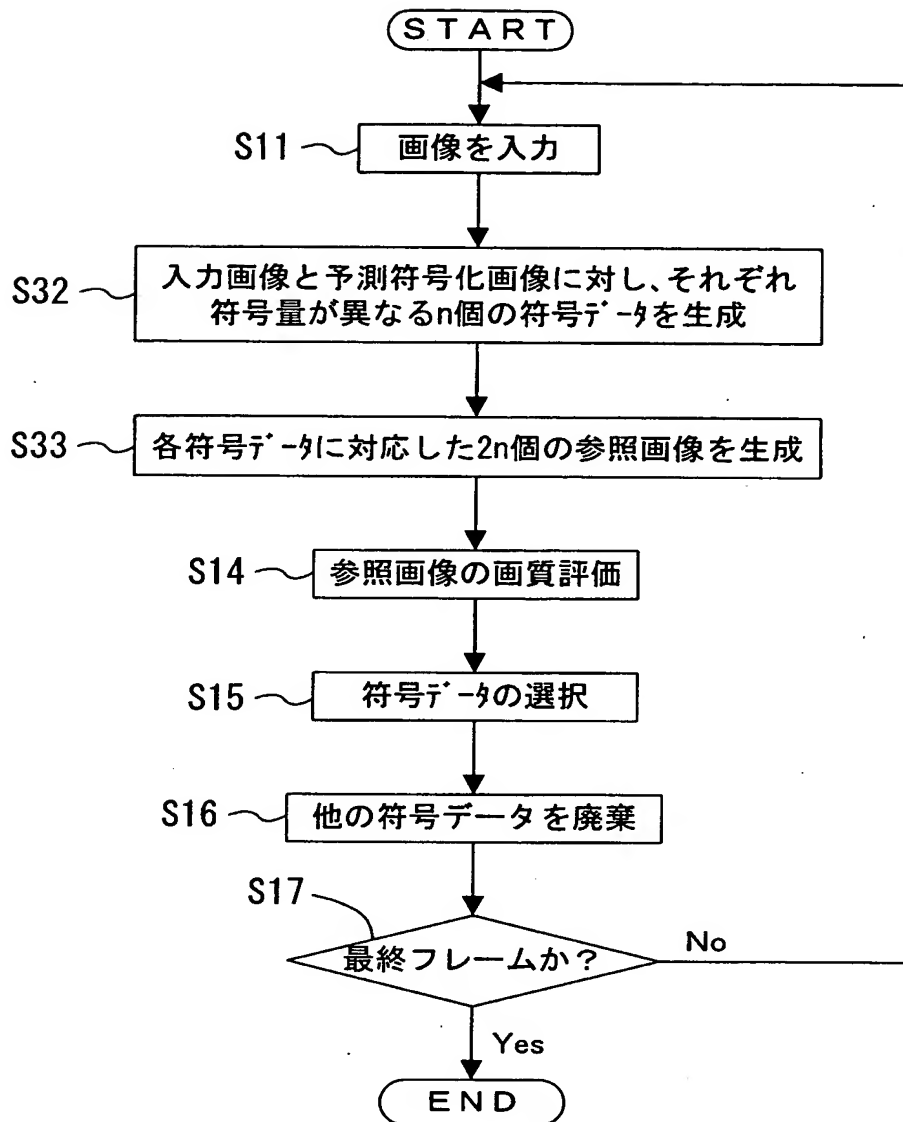 START
S11
画像を入力
S32
入力画像と予測符号化画像に対し、それぞれ
符号量が異なるn個の符号データを生成
S33
各符号データに対応した2n個の参照画像を生成
S14
参照画像の画質評価
S15
符号データの選択
S16
他の符号データを廃棄
S17
最終フレームか？
No
Yes
END